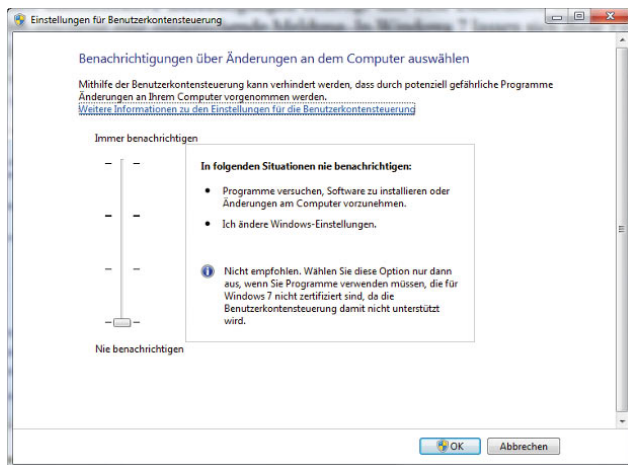 Einstellungen für Benutzerkontensteuerung
Benachrichtigungen über Änderungen an dem Computer auswählen
Mithilfe der Benutzerkontensteuerung kann verhindert werden, dass durch potenziell gefährliche Programme
Änderungen an Ihrem Computer vorgenommen werden.
Weitere Informationen zu den Einstellungen für die Benutzerkontensteuerung
Immer benachrichtigen
In folgenden Situationen nie benachrichtigen:
• Programme versuchen, Software zu installieren oder
Änderungen am Computer vorzunehmen.
• Ich ändere Windows-Einstellungen.
Nicht empfohlen. Wählen Sie diese Option nur dann
aus, wenn Sie Programme verwenden müssen, die für
Windows 7 nicht zertifiziert sind, da die
Benutzerkontensteuerung damit nicht unterstützt
wird.
Nie benachrichtigen
OK
Abbrechen